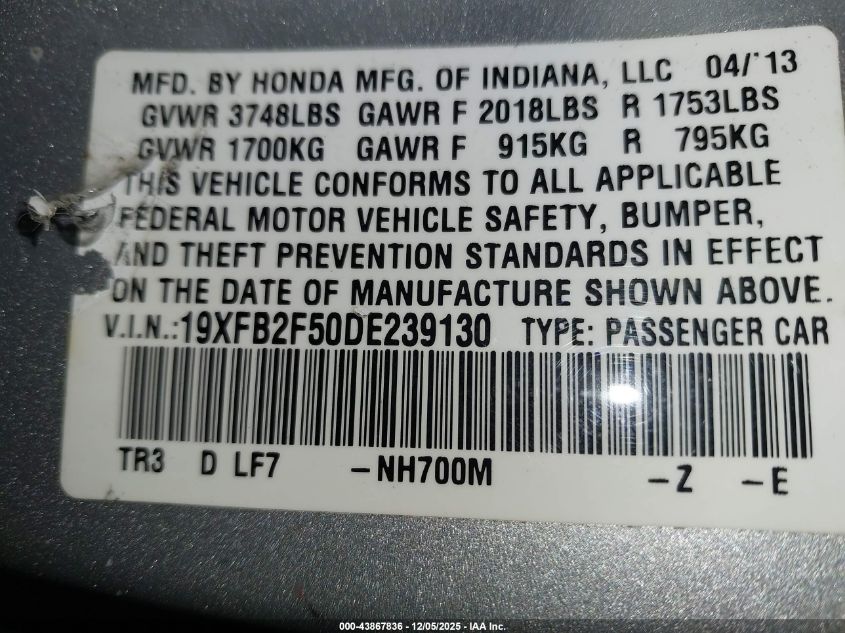 MFD. BY HONDA MFG. OF INDIANA, LLC 04/'13
GVWR 3748LBS GAWR F 2018LBS R 1753LBS
GVWR 1700KG GAWR F 915KG R 795KG
THIS VEHICLE CONFORMS TO ALL APPLICABLE
FEDERAL MOTOR VEHICLE SAFETY, BUMPER,
AND THEFT PREVENTION STANDARDS IN EFFECT
ON THE DATE OF MANUFACTURE SHOWN ABOVE.
V.I.N.:19XFB2F50DE239130 TYPE: PASSENGER CAR
TR3 D LF7 -NH700M -Z -E
000-43867836 - 12/05/2025 - IAA Inc.